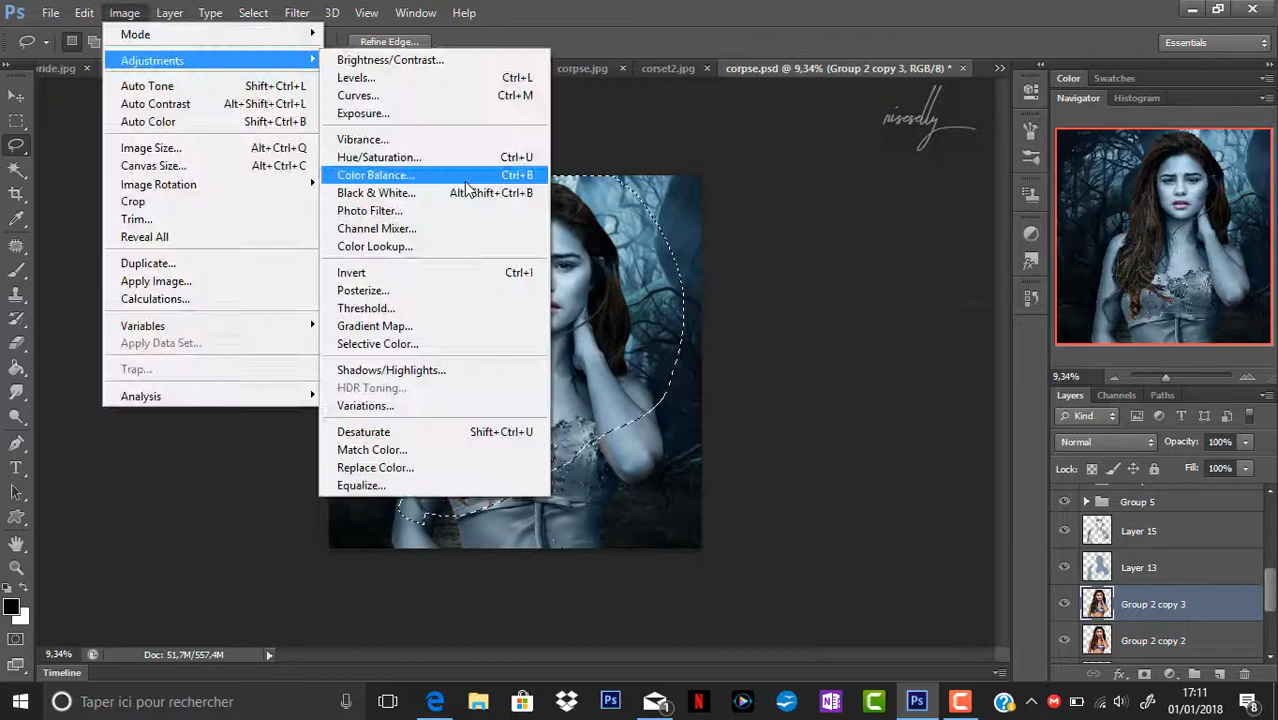 Ps File Edit Image Layer Type Select Filter 3D View Window Help
Refine Edge... Essentials
ride.jpg corpse.jpg corset2.jpg corpse.psd @ 9,34% (Group 2 copy 3, RGB/8) *
Mode
Adjustments
Auto Tone Shift+Ctrl+L
Auto Contrast Alt+Shift+Ctrl+L
Auto Color Shift+Ctrl+B
Image Size... Alt+Ctrl+Q
Canvas Size... Alt+Ctrl+C
Image Rotation
Crop
Trim...
Reveal All
Duplicate...
Apply Image...
Calculations...
Variables
Apply Data Set...
Trap...
Analysis
Brightness/Contrast...
Levels... Ctrl+L
Curves... Ctrl+M
Exposure...
Vibrance...
Hue/Saturation... Ctrl+U
Color Balance... Ctrl+B
Black & White... Alt+Shift+Ctrl+B
Photo Filter...
Channel Mixer...
Color Lookup...
Invert Ctrl+I
Posterize...
Threshold...
Gradient Map...
Selective Color...
Shadows/Highlights...
HDR Toning...
Variations...
Desaturate Shift+Ctrl+U
Match Color...
Replace Color...
Equalize...
Color Swatches
Navigator Histogram
9,34%
Layers Channels Paths
Kind
Normal Opacity: 100%
Lock: Fill: 100%
Group 5
Layer 15
Layer 13
Group 2 copy 3
Group 2 copy 2
9,34% Doc: 51,7M/557,4M
Timeline
Taper ici pour rechercher
17:11
01/01/2018
8